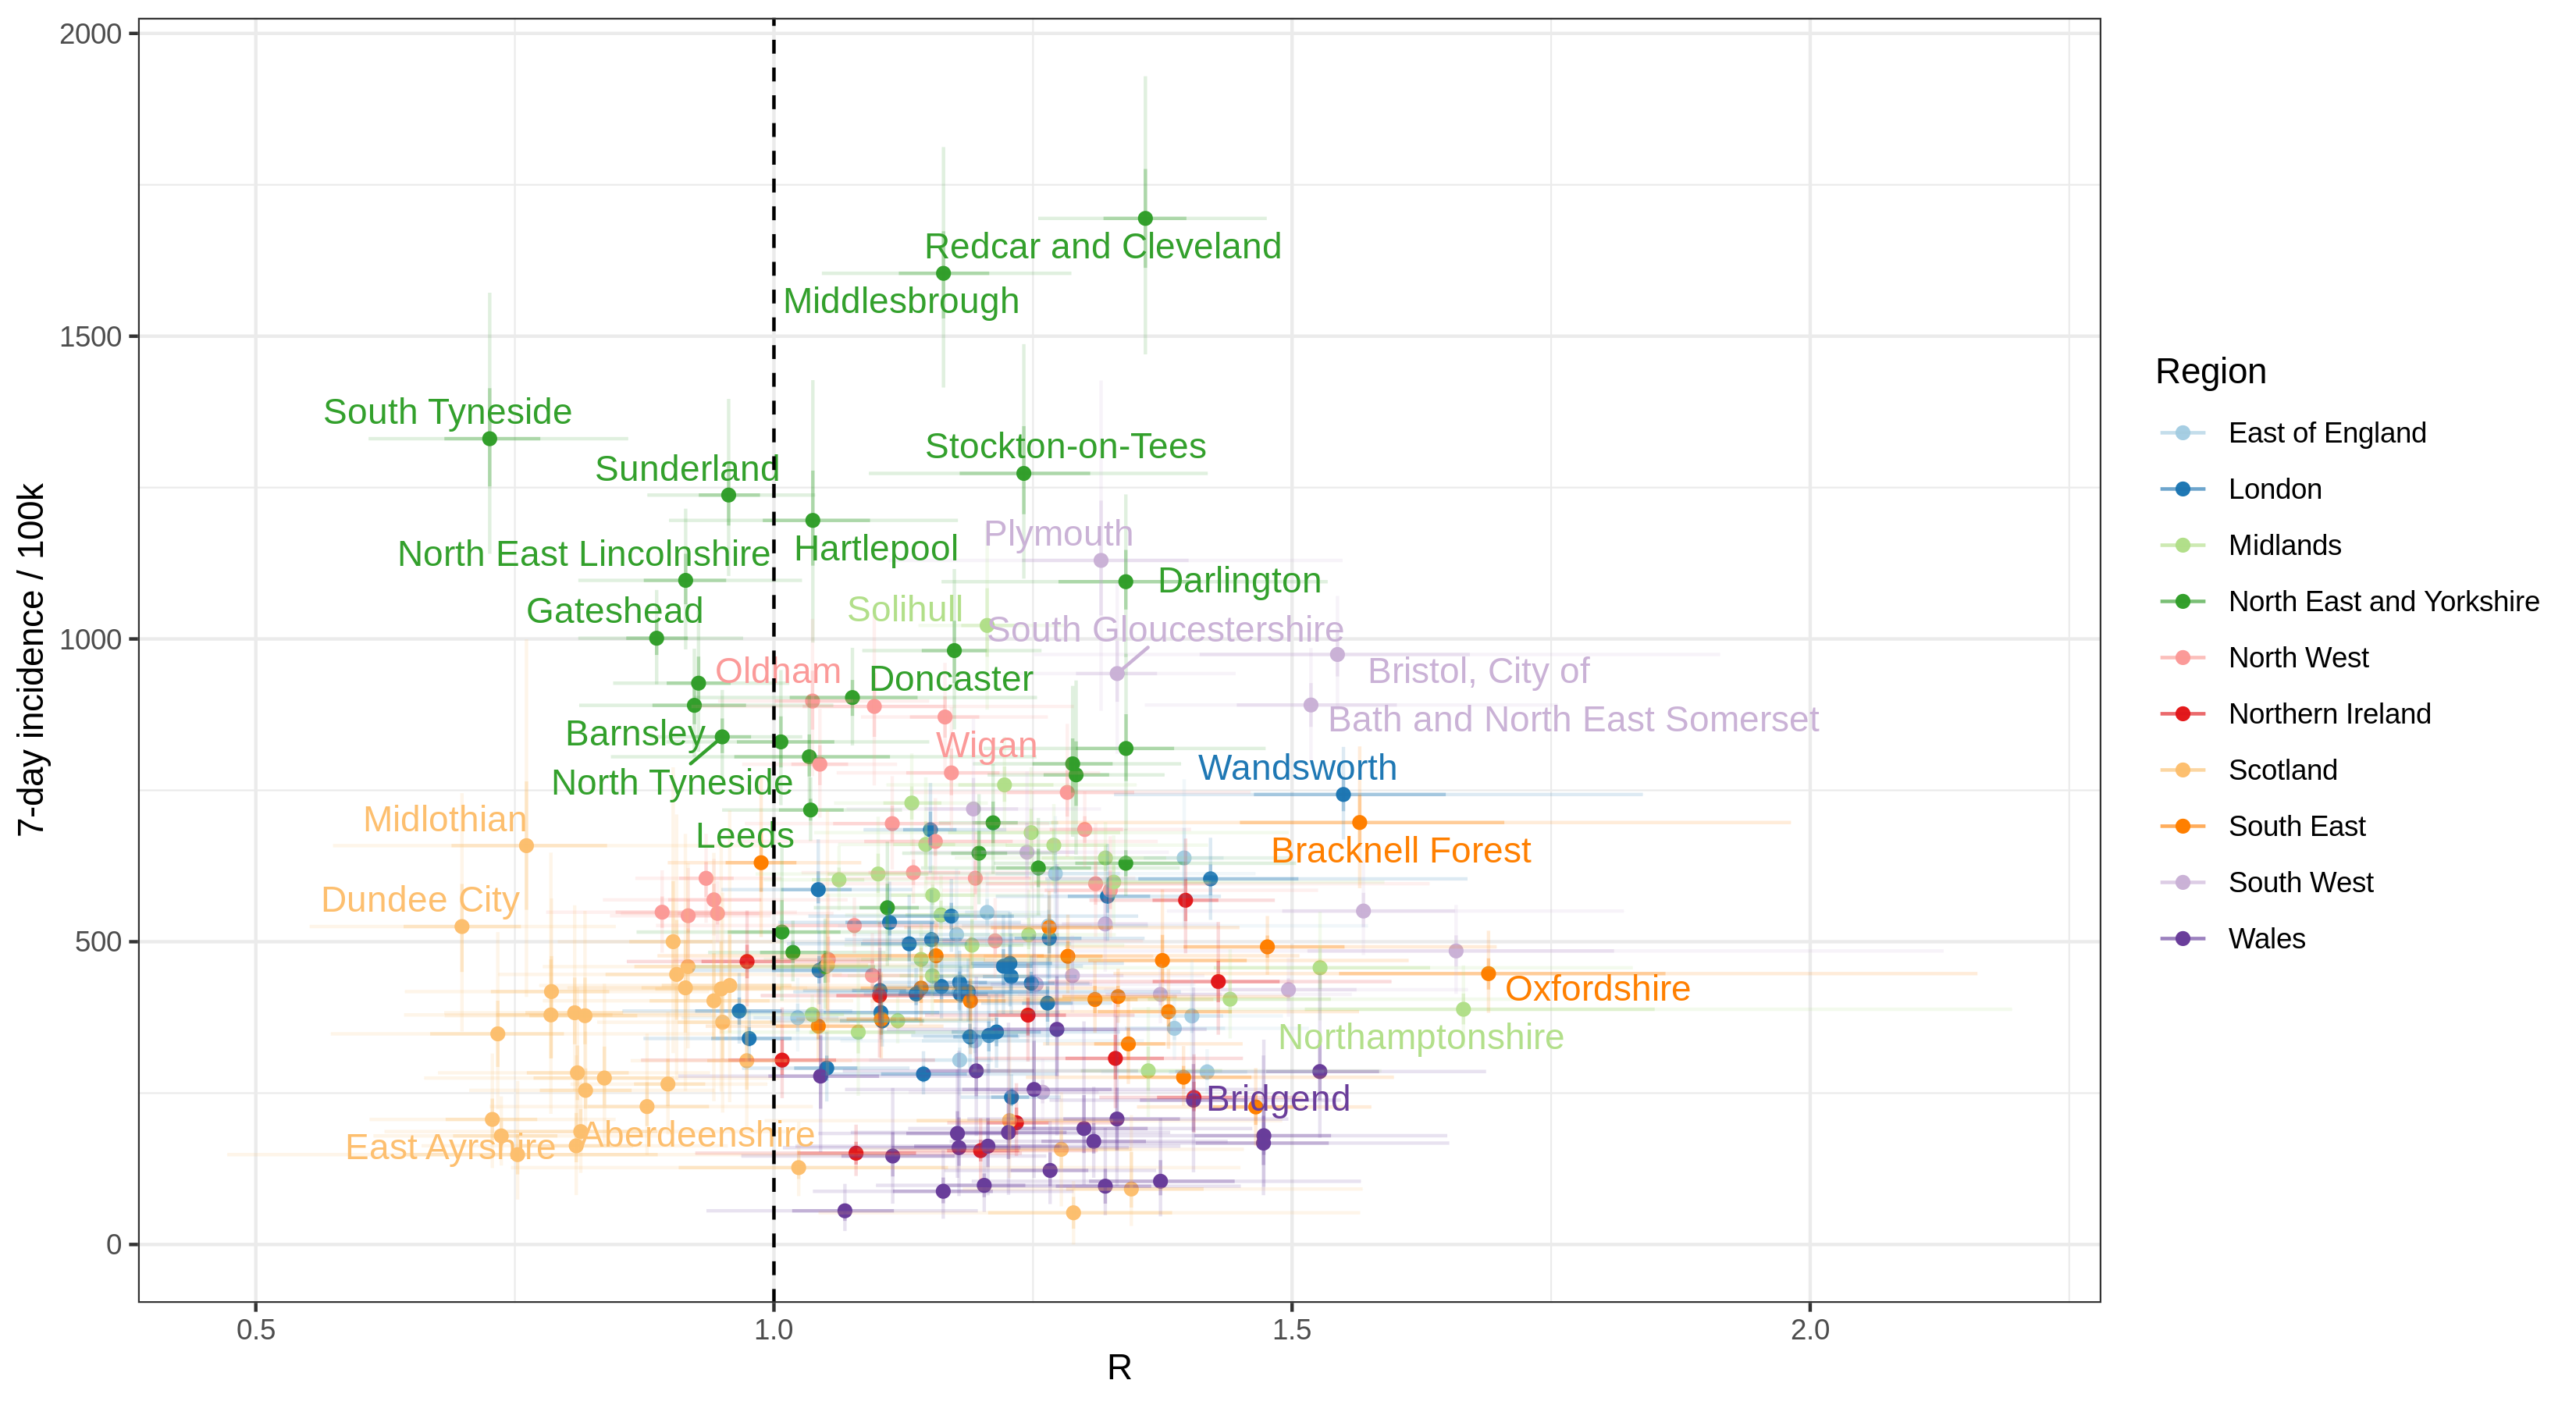 2000
1500
1000
500
0
7-day incidence / 100k
Redcar and Cleveland
Middlesbrough
South Tyneside
Stockton-on-Tees
Sunderland
Plymouth
Hartlepool
North East Lincolnshire
Darlington
Gateshead
Solihull
South Gloucestershire
Oldham
Doncaster
Bristol, City of
Bath and North East Somerset
Barnsley
Wigan
Wandsworth
North Tyneside
Midlothian
Leeds
Bracknell Forest
Dundee City
Oxfordshire
Northamptonshire
Bridgend
Aberdeenshire
East Ayrshire
0.5
1.0
1.5
2.0
R
Region
East of England
London
Midlands
North East and Yorkshire
North West
Northern Ireland
Scotland
South East
South West
Wales